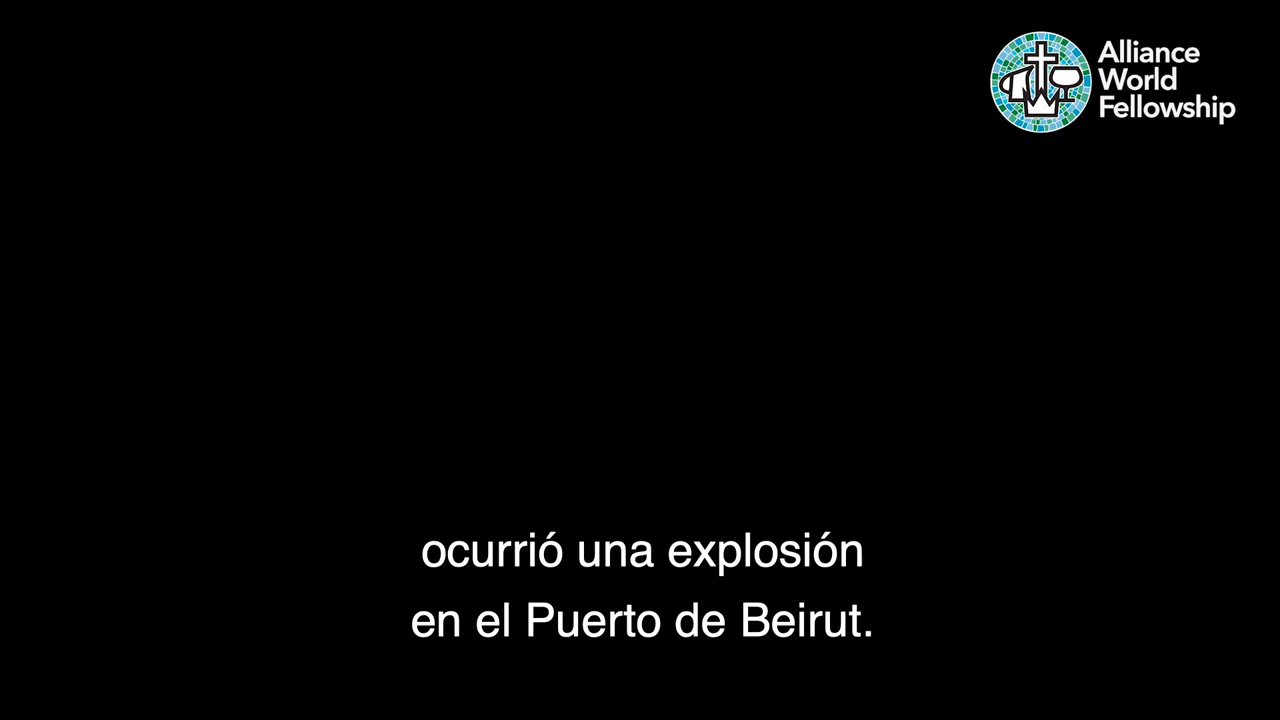 Alliance
World
Fellowship
ocurrió una explosión
en el Puerto de Beirut.